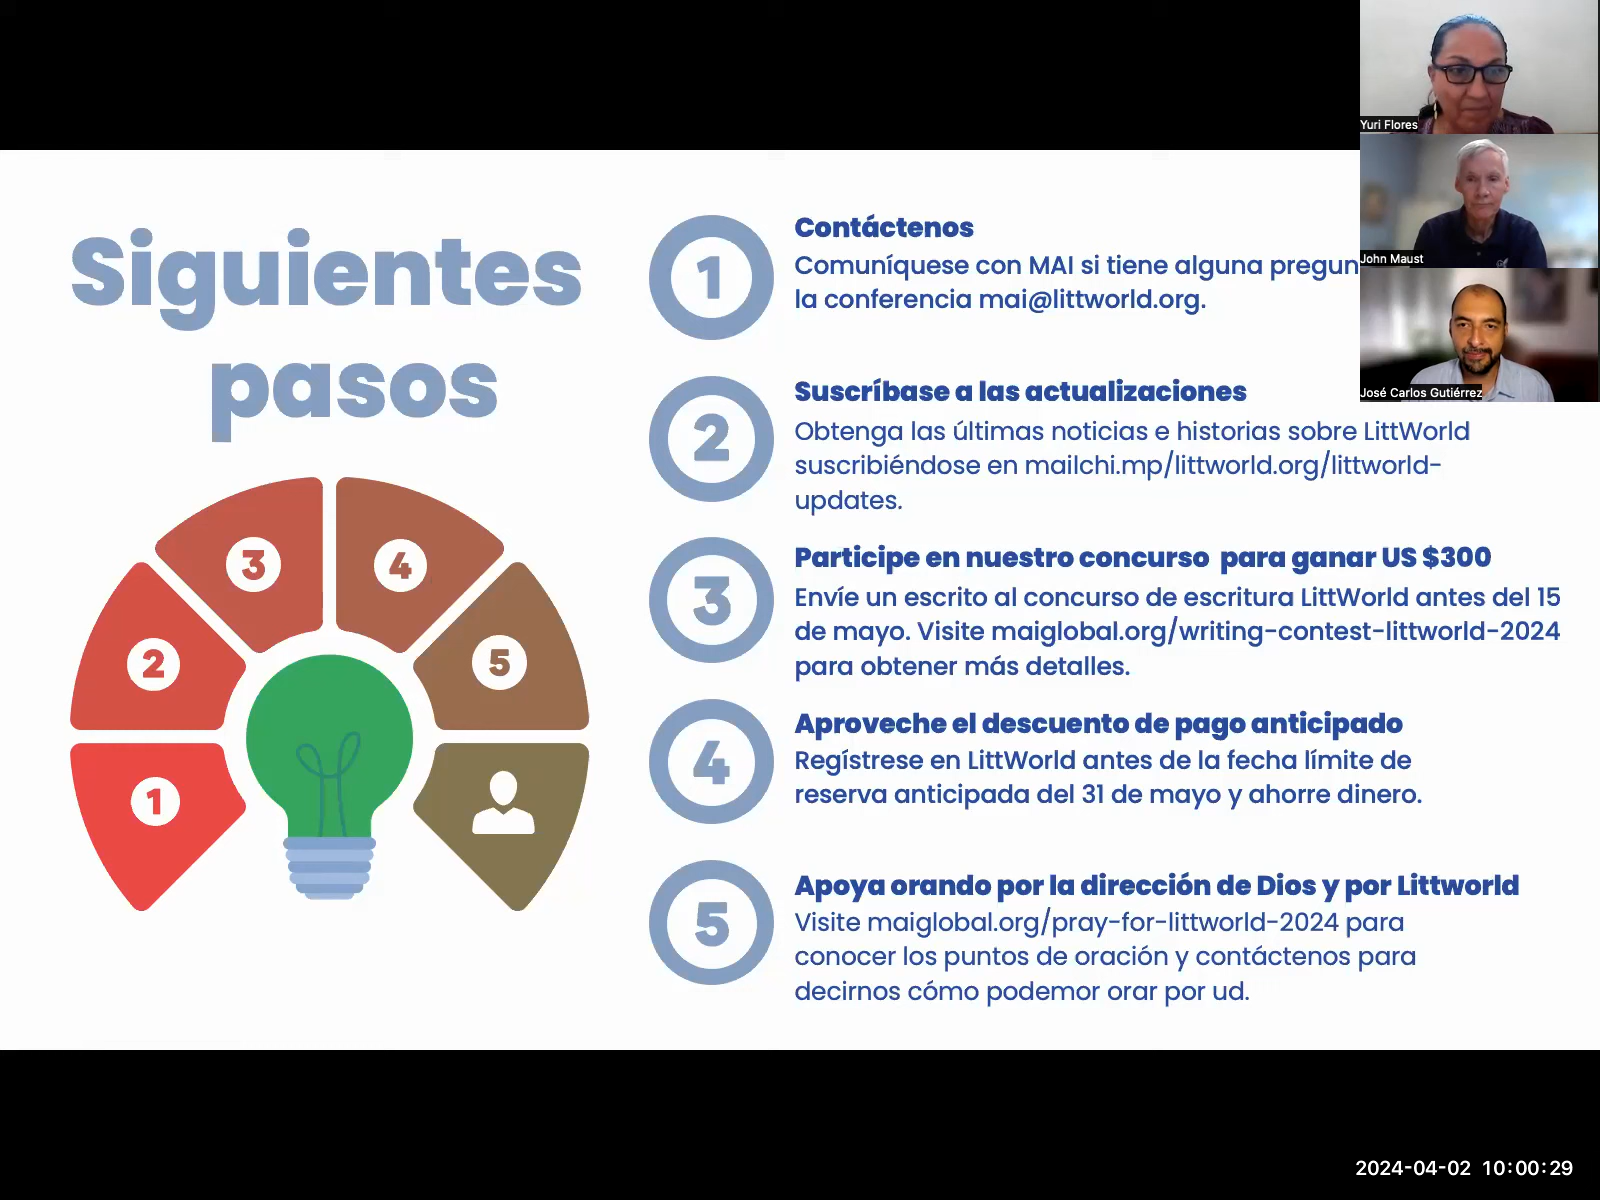 Siguientes
pasos
1
2
3
4
5
1
Contáctenos
Comuníquese con MAI si tiene alguna
la conferencia mai@littworld.org.
2
Suscríbase a las actualizaciones
Obtenga las últimas noticias e historias sobre LittWorld
suscribiéndose en mailchi.mp/littworld.org/littworld-
updates.
3
Participe en nuestro concurso para ganar US $300
Envíe un escrito al concurso de escritura LittWorld antes del 15
de mayo. Visite maiglobal.org/writing-contest-littworld-2024
para obtener más detalles.
4
Aproveche el descuento de pago anticipado
Regístrese en LittWorld antes de la fecha límite de
reserva anticipada del 31 de mayo y ahorre dinero.
5
Apoya orando por la dirección de Dios y por Littworld
Visite maiglobal.org/pray-for-littworld-2024 para
conocer los puntos de oración y contáctenos para
decirnos cómo podemor orar por ud.
Yuri Flores
John Maust
José Carlos Gutiérrez
2024-04-02 10:00:29